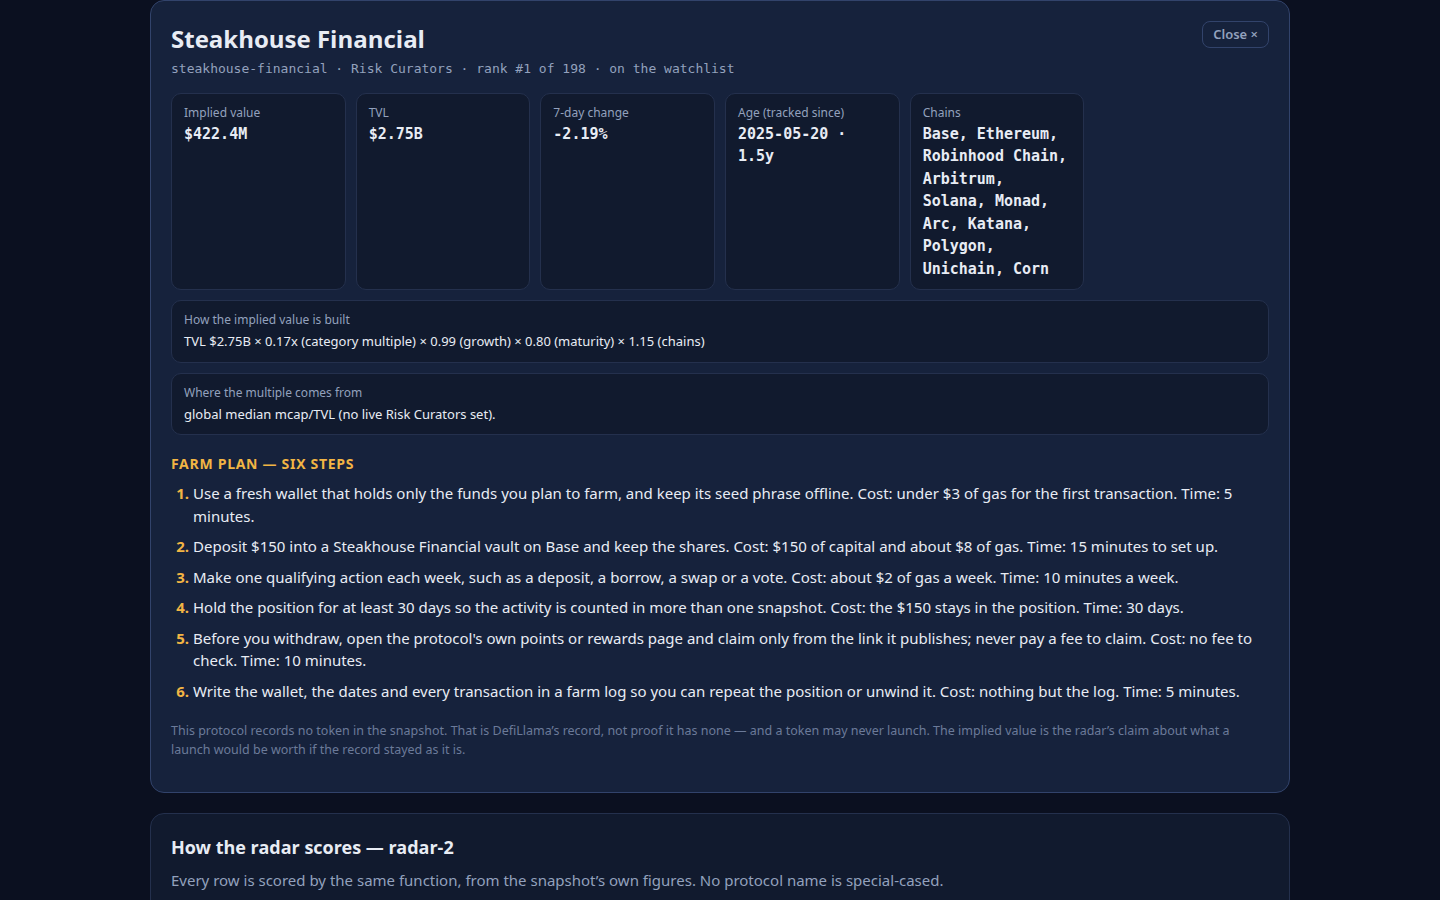 Steakhouse Financial
Close ×
steakhouse-financial · Risk Curators · rank #1 of 198 · on the watchlist
Implied value
$422.4M
TVL
$2.75B
7-day change
-2.19%
Age (tracked since)
2025-05-20 ·
1.5y
Chains
Base, Ethereum,
Robinhood Chain,
Arbitrum,
Solana, Monad,
Arc, Katana,
Polygon,
Unichain, Corn
How the implied value is built
TVL $2.75B × 0.17x (category multiple) × 0.99 (growth) × 0.80 (maturity) × 1.15 (chains)
Where the multiple comes from
global median mcap/TVL (no live Risk Curators set).
FARM PLAN — SIX STEPS
1. Use a fresh wallet that holds only the funds you plan to farm, and keep its seed phrase offline. Cost: under $3 of gas for the first transaction. Time: 5
minutes.
2. Deposit $150 into a Steakhouse Financial vault on Base and keep the shares. Cost: $150 of capital and about $8 of gas. Time: 15 minutes to set up.
3. Make one qualifying action each week, such as a deposit, a borrow, a swap or a vote. Cost: about $2 of gas a week. Time: 10 minutes a week.
4. Hold the position for at least 30 days so the activity is counted in more than one snapshot. Cost: the $150 stays in the position. Time: 30 days.
5. Before you withdraw, open the protocol's own points or rewards page and claim only from the link it publishes; never pay a fee to claim. Cost: no fee to
check. Time: 10 minutes.
6. Write the wallet, the dates and every transaction in a farm log so you can repeat the position or unwind it. Cost: nothing but the log. Time: 5 minutes.
This protocol records no token in the snapshot. That is DefiLlama's record, not proof it has none — and a token may never launch. The implied value is the radar's claim about what a
launch would be worth if the record stayed as it is.
How the radar scores — radar-2
Every row is scored by the same function, from the snapshot's own figures. No protocol name is special-cased.